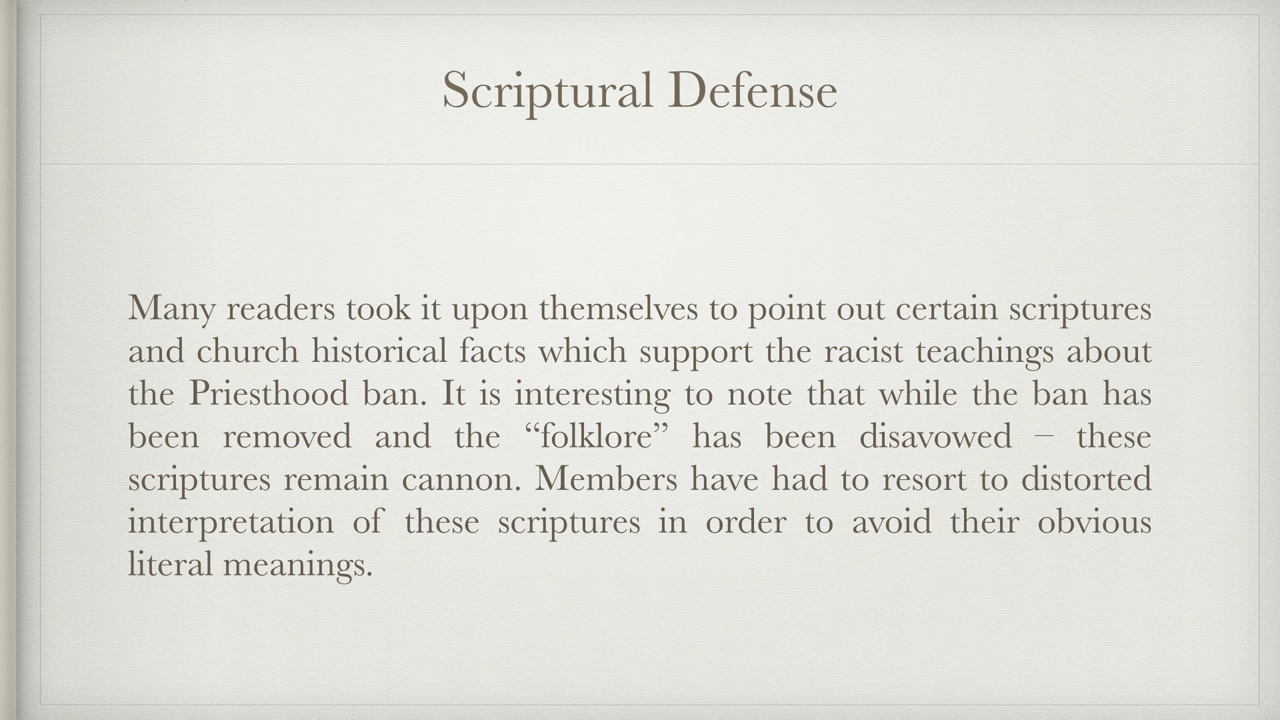 Scriptural Defense
Many readers took it upon themselves to point out certain scriptures
and church historical facts which support the racist teachings about
the Priesthood ban. It is interesting to note that while the ban has
been removed and the “folklore” has been disavowed – these
scriptures remain cannon. Members have had to resort to distorted
interpretation of these scriptures in order to avoid their obvious
literal meanings.